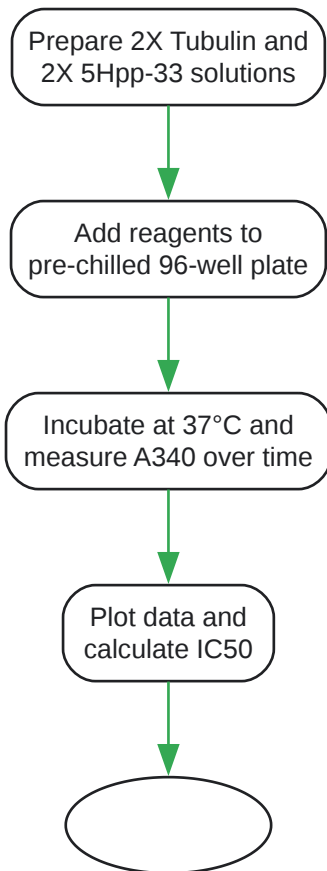 Prepare 2X Tubulin and
2X 5Hpp-33 solutions
Add reagents to
pre-chilled 96-well plate
Incubate at 37°C and
measure A340 over time
Plot data and
calculate IC50